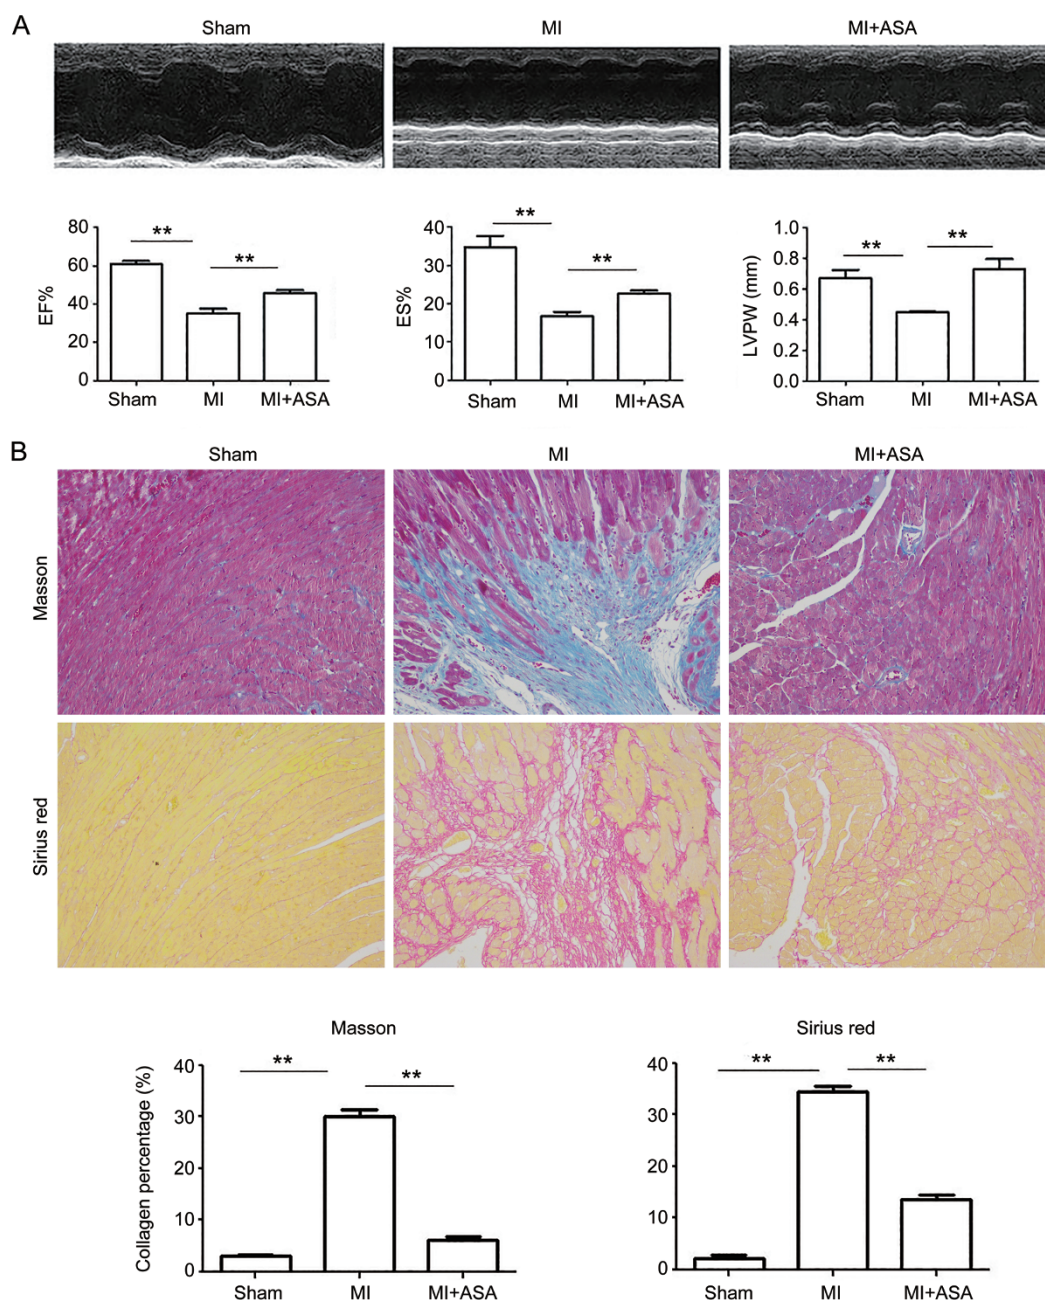 A
Sham MI MI+ASA
EF%
80
60
40
20
0
** **
Sham MI MI+ASA
ES%
40
30
20
10
0
** **
Sham MI MI+ASA
LVPW (mm)
1.0
0.8
0.6
0.4
0.2
0.0
** **
Sham MI MI+ASA
B
Sham MI MI+ASA
Masson
Sirius red
Masson
Collagen percentage (%)
40
30
20
10
0
** **
Sham MI MI+ASA
Sirius red
40
30
20
10
0
** **
Sham MI MI+ASA